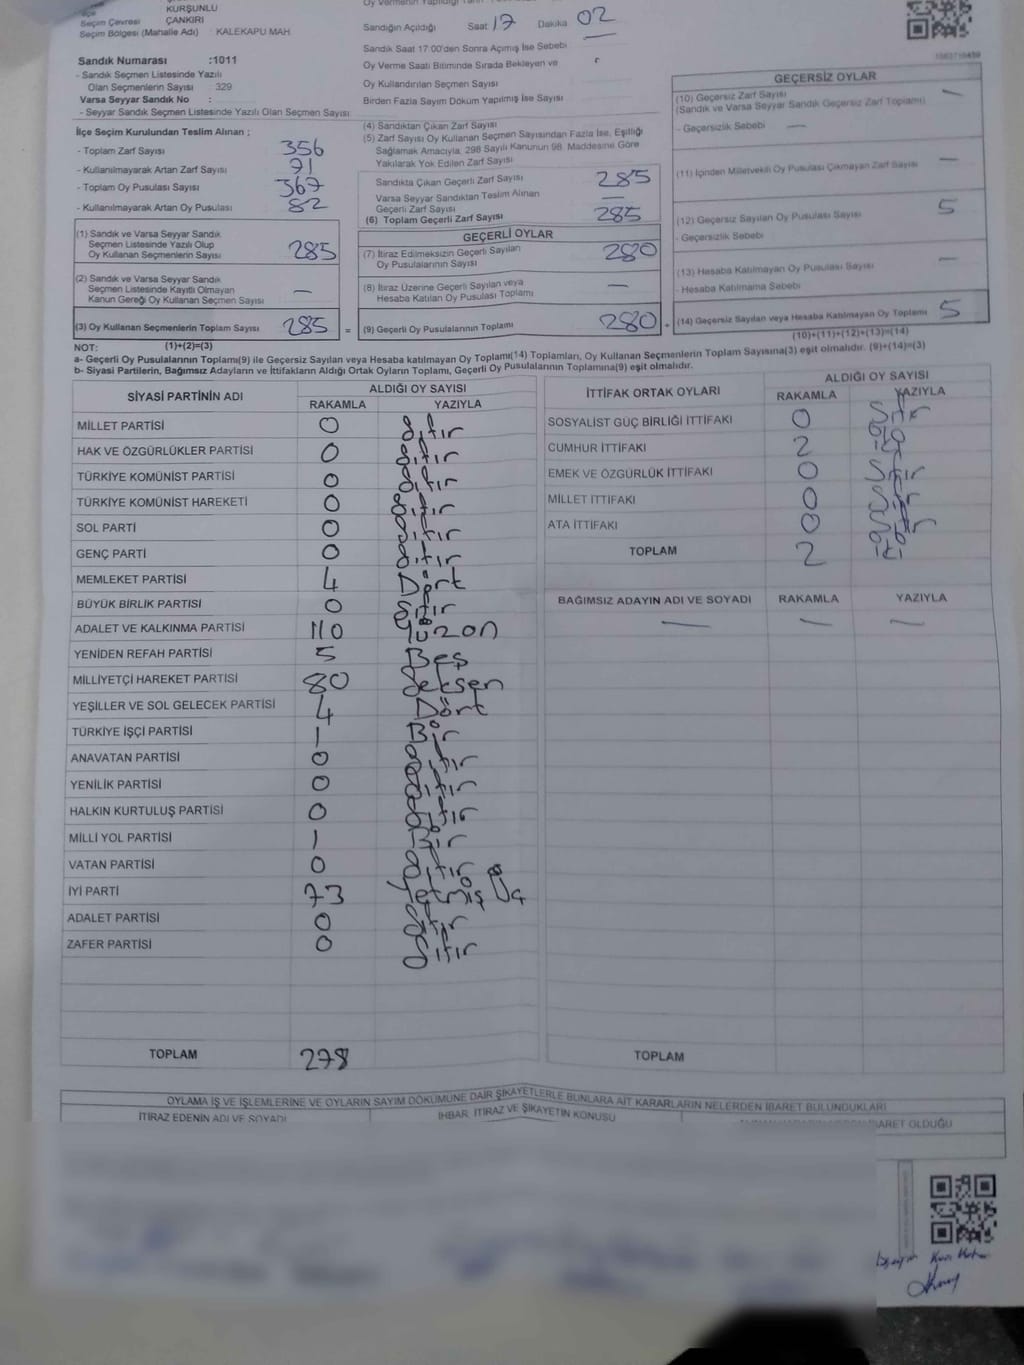 KURŞUNLU
Seçim Çevresi ÇANKIRI
Seçim Bölgesi (Mahalle Adı) : KALEKAPU MAH
Sandık Numarası :1011
- Sandık Seçmen Listesinde Yazılı
Olan Seçmenlerin Sayısı : 329
Varsa Seyyar Sandık No :
- Seyyar Sandık Seçmen Listesinde Yazılı Olan Seçmen Sayısı
İlçe Seçim Kurulundan Teslim Alınan ;
- Toplam Zarf Sayısı 356
- Kullanılmayarak Artan Zarf Sayısı 71
- Toplam Oy Pusulası Sayısı 367
- Kullanılmayarak Artan Oy Pusulası 82
(1) Sandık ve Varsa Seyyar Sandık
Seçmen Listesinde Yazılı Olup
Oy Kullanan Seçmenlerin Sayısı 285
(2) Sandık ve Varsa Seyyar Sandık
Seçmen Listesinde Kayıtlı Olmayan
Kanun Gereği Oy Kullanan Seçmen Sayısı —
(3) Oy Kullanan Seçmenlerin Toplam Sayısı 285 =
Sandığın Açıldığı Saat 17 Dakika 02
Sandık Saat 17:00'den Sonra Açımış İse Sebebi
Oy Verme Saati Bitiminde Sırada Bekleyen ve
Oy Kullandırılan Seçmen Sayısı
Birden Fazla Sayım Döküm Yapılmış İse Sayısı
(4) Sandıktan Çıkan Zarf Sayısı
(5) Zarf Sayısı Oy Kullanan Seçmen Sayısından Fazla İse, Eşitliği
Sağlamak Amacıyla, 298 Sayılı Kanunun 98. Maddesine Göre
Yakılarak Yok Edilen Zarf Sayısı
Sandıkta Çıkan Geçerli Zarf Sayısı 285
Varsa Seyyar Sandıktan Teslim Alınan
Geçerli Zarf Sayısı —
(6) Toplam Geçerli Zarf Sayısı 285
GEÇERLİ OYLAR
(7) İtiraz Edilmeksizin Geçerli Sayılan
Oy Pusulalarının Sayısı 280
(8) İtiraz Üzerine Geçerli Sayılan veya
Hesaba Katılan Oy Pusulası Toplamı —
(9) Geçerli Oy Pusulalarının Toplamı 280 +
GEÇERSİZ OYLAR
(10) Geçersiz Zarf Sayısı —
(Sandık ve Varsa Seyyar Sandık Geçersiz Zarf Toplamı)
- Geçersizlik Sebebi —
(11) İçinden Milletvekili Oy Pusulası Çıkmayan Zarf Sayısı —
(12) Geçersiz Sayılan Oy Pusulası Sayısı 5
- Geçersizlik Sebebi
(13) Hesaba Katılmayan Oy Pusulası Sayısı —
- Hesaba Katılmama Sebebi
(14) Geçersiz Sayılan veya Hesaba Katılmayan Oy Toplamı 5
(10)+(11)+(12)+(13)=(14)
NOT: (1)+(2)=(3)
a- Geçerli Oy Pusulalarının Toplamı(9) ile Geçersiz Sayılan veya Hesaba katılmayan Oy Toplamı(14) Toplamları, Oy Kullanan Seçmenlerin Toplam Sayısına(3) eşit olmalıdır. (9)+(14)=(3)
b- Siyasi Partilerin, Bağımsız Adayların ve İttifakların Aldığı Ortak Oyların Toplamı, Geçerli Oy Pusulalarının Toplamına(9) eşit olmalıdır.
SİYASİ PARTİNİN ADI ALDIĞI OY SAYISI
RAKAMLA YAZIYLA
MİLLET PARTİSİ 0 Sıfır
HAK VE ÖZGÜRLÜKLER PARTİSİ 0 Sıfır
TÜRKİYE KOMÜNİST PARTİSİ 0 Sıfır
TÜRKİYE KOMÜNİST HAREKETİ 0 Sıfır
SOL PARTİ 0 Sıfır
GENÇ PARTİ 0 Sıfır
MEMLEKET PARTİSİ 4 Dört
BÜYÜK BİRLİK PARTİSİ 0 Sıfır
ADALET VE KALKINMA PARTİSİ 110 Yüzon
YENİDEN REFAH PARTİSİ 5 Beş
MİLLİYETÇİ HAREKET PARTİSİ 80 Seksen
YEŞİLLER VE SOL GELECEK PARTİSİ 4 Dört
TÜRKİYE İŞÇİ PARTİSİ 1 Bir
ANAVATAN PARTİSİ 0 Sıfır
YENİLİK PARTİSİ 0 Sıfır
HALKIN KURTULUŞ PARTİSİ 0 Sıfır
MİLLİ YOL PARTİSİ 1 Bir
VATAN PARTİSİ 0 Sıfır
İYİ PARTİ 73 Yetmiş Üç
ADALET PARTİSİ 0 Sıfır
ZAFER PARTİSİ 0 Sıfır
TOPLAM 278
İTTİFAK ORTAK OYLARI ALDIĞI OY SAYISI
RAKAMLA YAZIYLA
SOSYALİST GÜÇ BİRLİĞİ İTTİFAKI 0 Sıfır
CUMHUR İTTİFAKI 2 iki
EMEK VE ÖZGÜRLÜK İTTİFAKI 0 Sıfır
MİLLET İTTİFAKI 0 Sıfır
ATA İTTİFAKI 0 Sıfır
TOPLAM 2 iki
BAĞIMSIZ ADAYIN ADI VE SOYADI RAKAMLA YAZIYLA
— — —
TOPLAM
OYLAMA İŞ VE İŞLEMLERİNE VE OYLARIN SAYIM DÖKÜMÜNE DAİR ŞİKAYETLERLE BUNLARA AİT KARARLARIN NELERDEN İBARET BULUNDUKLARI
İTİRAZ EDENİN ADI VE SOYADI İHBAR İTİRAZ VE ŞİKAYETİN KONUSU